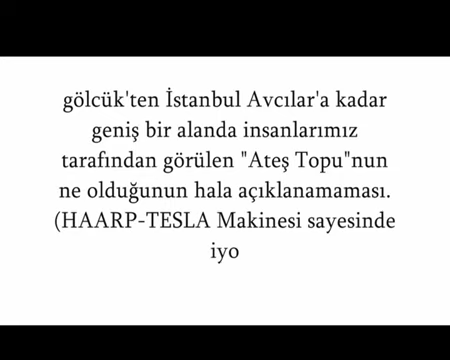 gölcük'ten İstanbul Avcılar'a kadar
geniş bir alanda insanlarımız
tarafından görülen "Ateş Topu"nun
ne olduğunun hala açıklanamaması.
(HAARP-TESLA Makinesi sayesinde
iyo